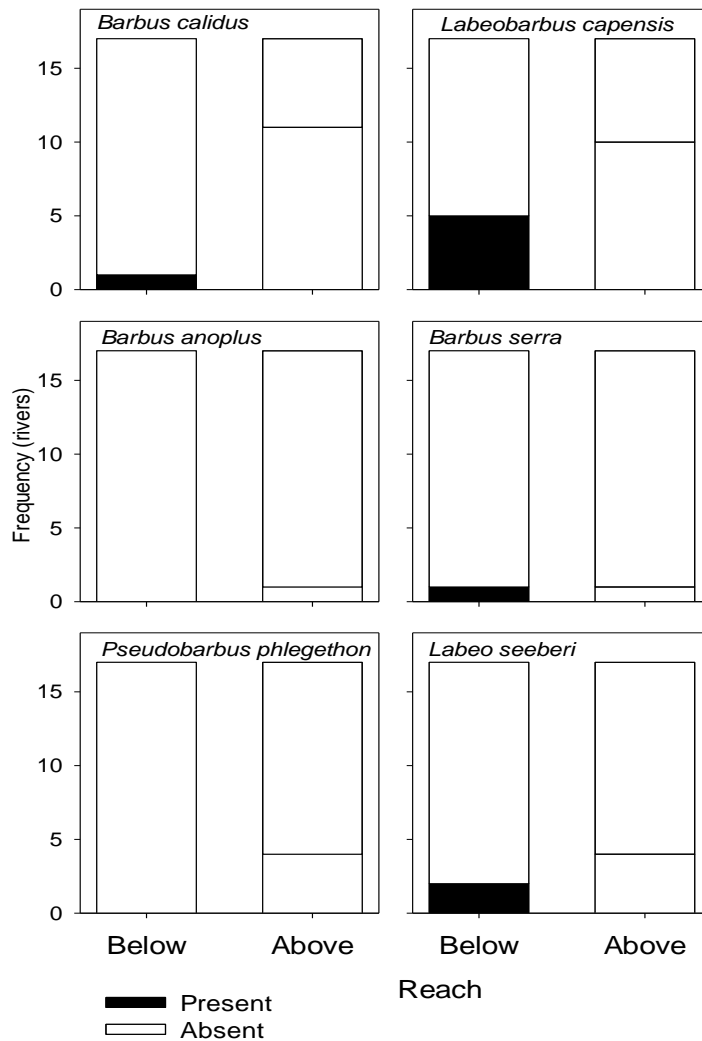 Barbus calidus
Labeobarbus capensis
15
10
5
0
Barbus anoplus
Barbus serra
15
10
5
0
Frequency (rivers)
Pseudobarbus phlegethon
Labeo seeberi
15
10
5
0
Below Above Below Above
Reach
Present
Absent